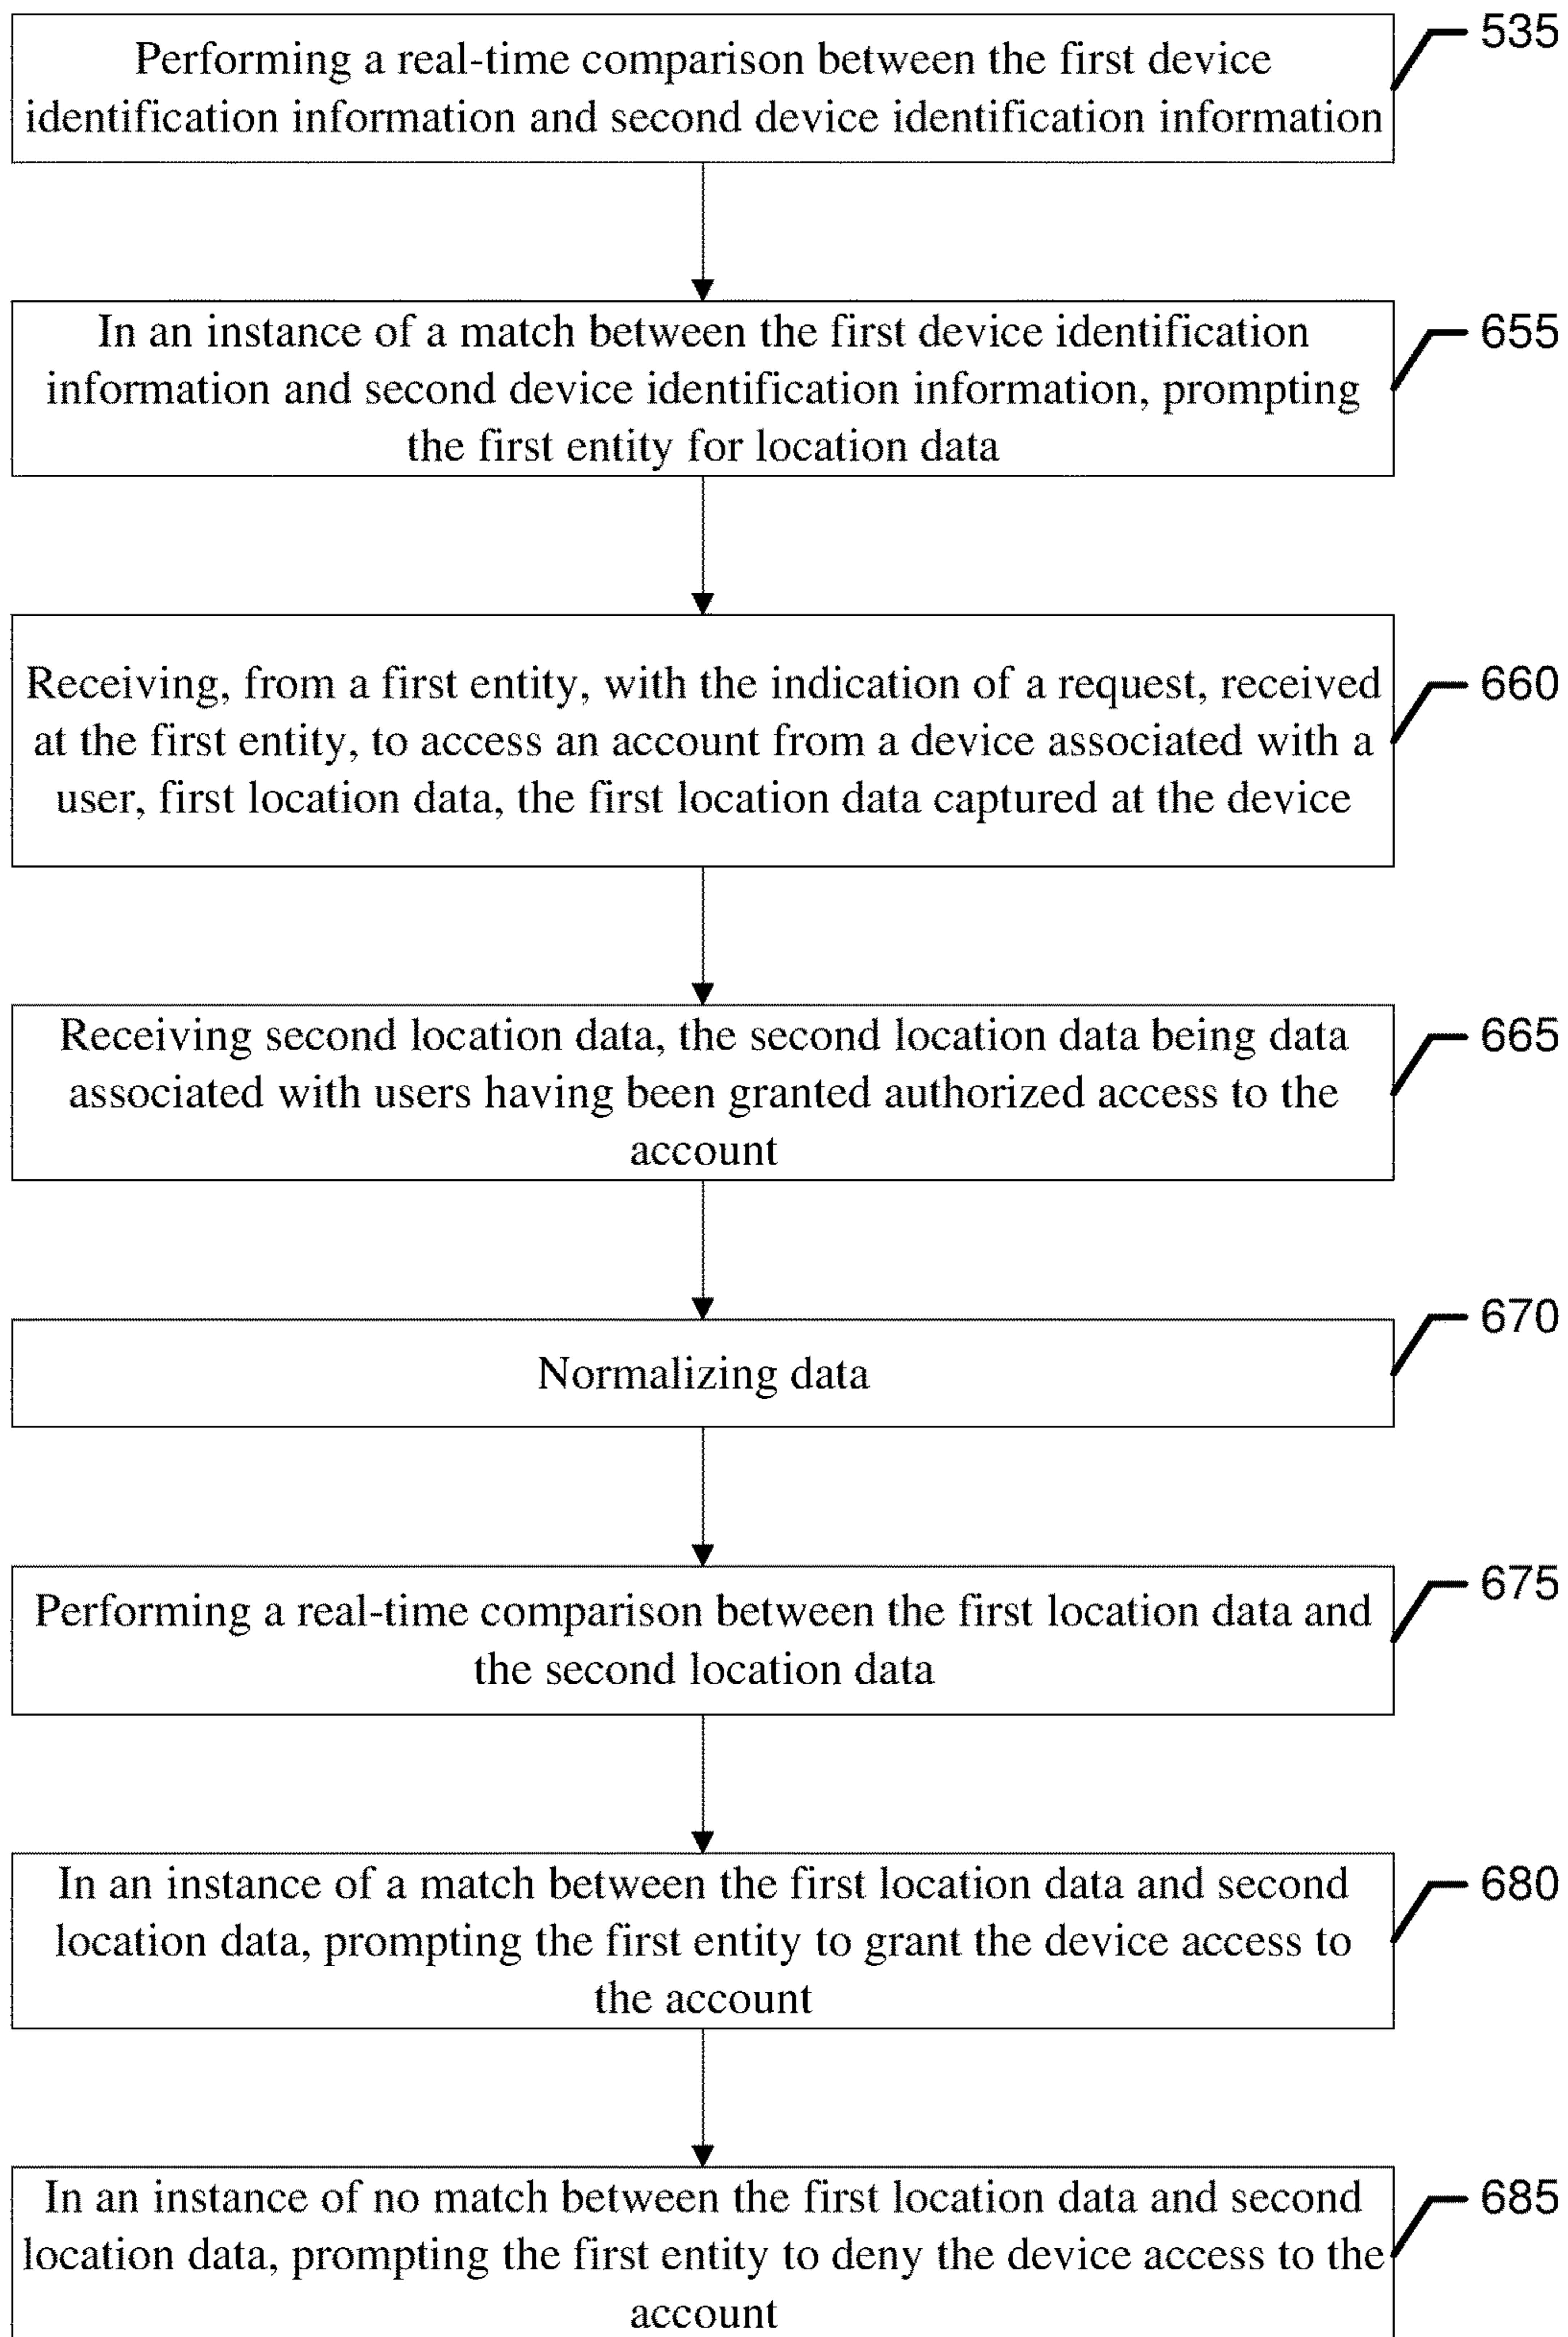 Performing a real-time comparison between the first device
identification information and second device identification information
535
In an instance of a match between the first device identification
information and second device identification information, prompting
the first entity for location data
655
Receiving, from a first entity, with the indication of a request, received
at the first entity, to access an account from a device associated with a
user, first location data, the first location data captured at the device
660
Receiving second location data, the second location data being data
associated with users having been granted authorized access to the
account
665
Normalizing data
670
Performing a real-time comparison between the first location data and
the second location data
675
In an instance of a match between the first location data and second
location data, prompting the first entity to grant the device access to
the account
680
In an instance of no match between the first location data and second
location data, prompting the first entity to deny the device access to the
account
685